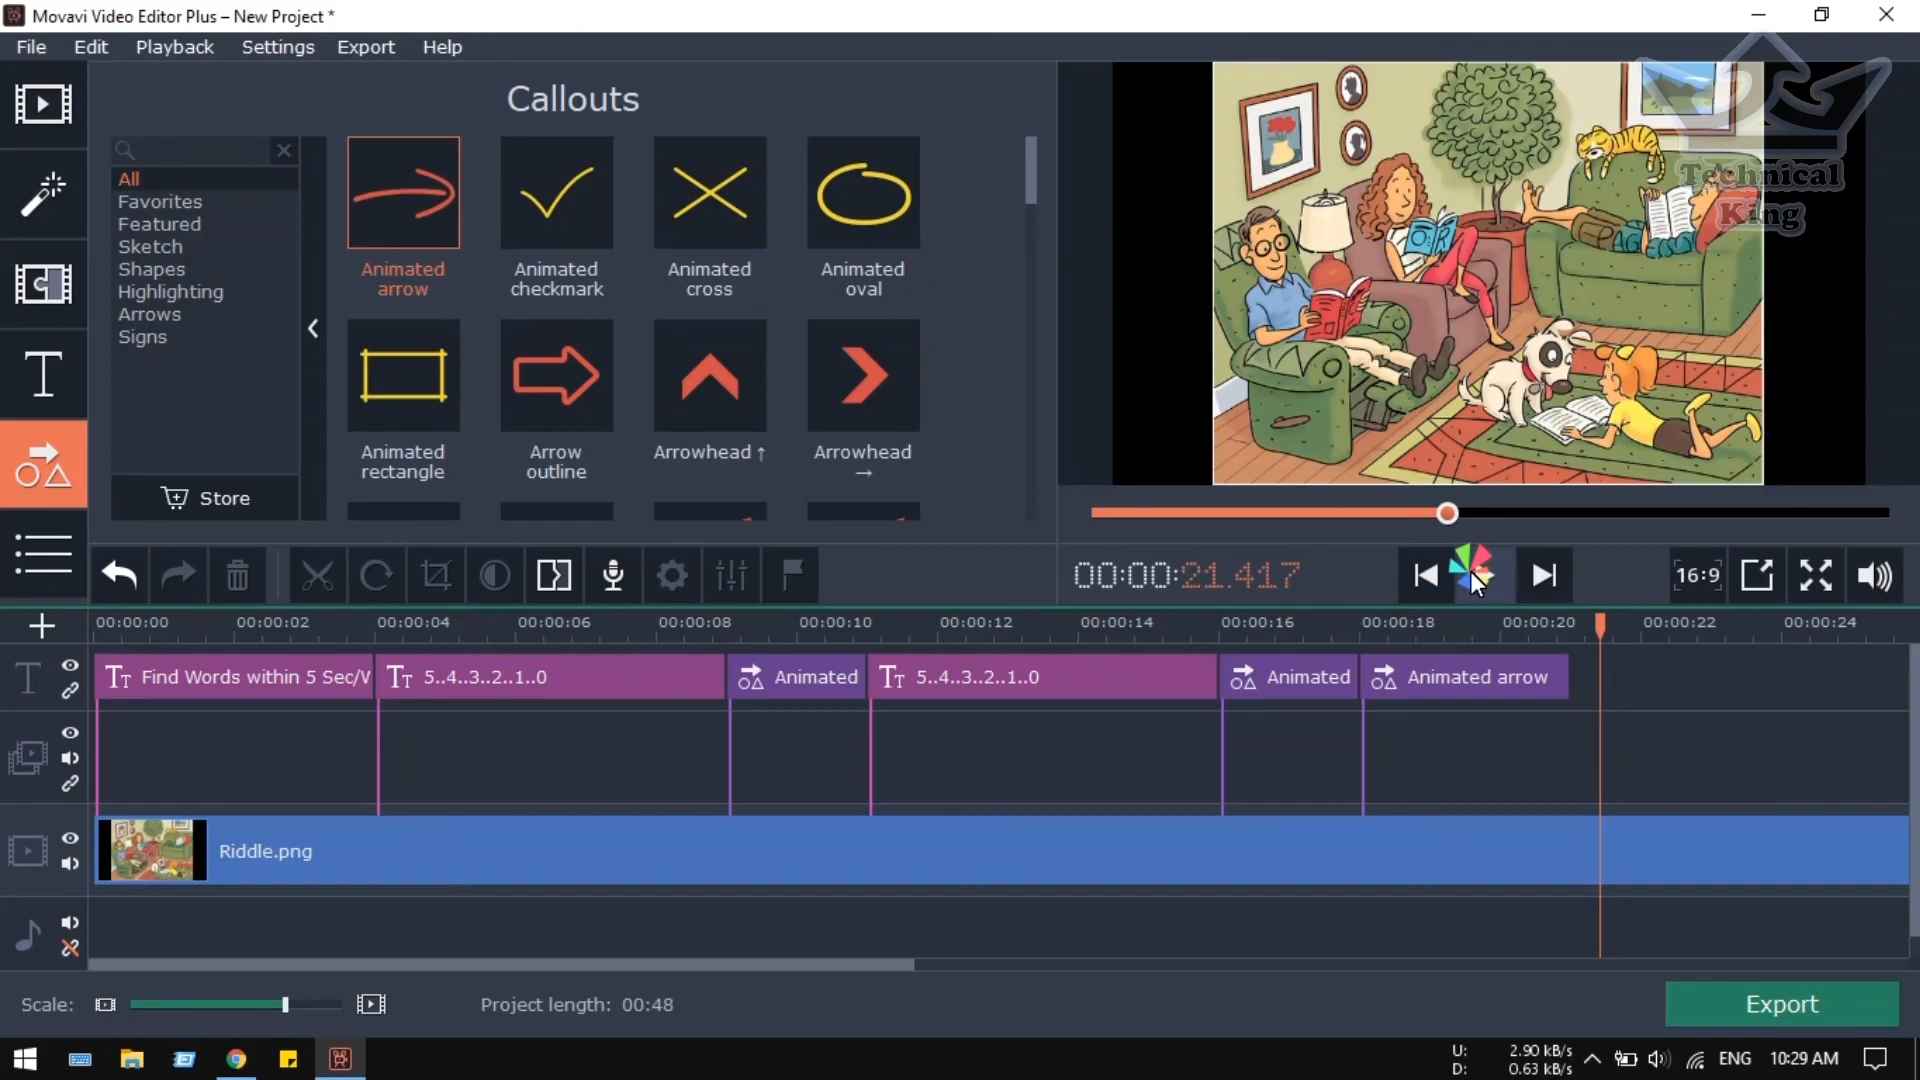 Movavi Video Editor Plus – New Project *
File Edit Playback Settings Export Help
Callouts
All
Favorites
Featured
Sketch
Shapes
Highlighting
Arrows
Signs
Store
Animated arrow
Animated checkmark
Animated cross
Animated oval
Animated rectangle
Arrow outline
Arrowhead ↑
Arrowhead →
Technical
King
00:00:21.417
16:9
00:00:00 00:00:02 00:00:04 00:00:06 00:00:08 00:00:10 00:00:12 00:00:14 00:00:16 00:00:18 00:00:20 00:00:22 00:00:24
Find Words within 5 Sec/ 5..4..3..2..1..0 Animated 5..4..3..2..1..0 Animated Animated arrow
Riddle.png
Scale: Project length: 00:48 Export
U: 2.90 kB/s
D: 0.63 kB/s
ENG 10:29 AM